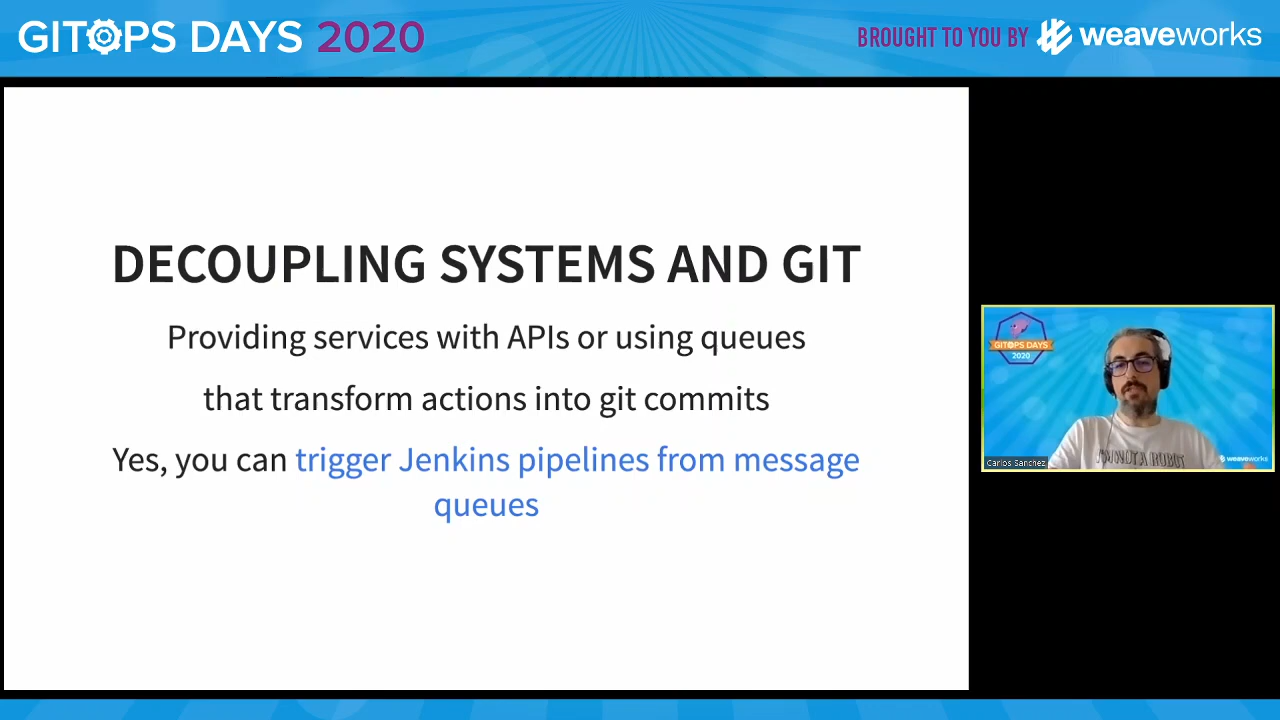 GITOPS DAYS 2020
BROUGHT TO YOU BY weaveworks
DECOUPLING SYSTEMS AND GIT
Providing services with APIs or using queues
that transform actions into git commits
Yes, you can trigger Jenkins pipelines from message
queues
GITOPS DAYS
2020
Carlos Sanchez
weaveworks